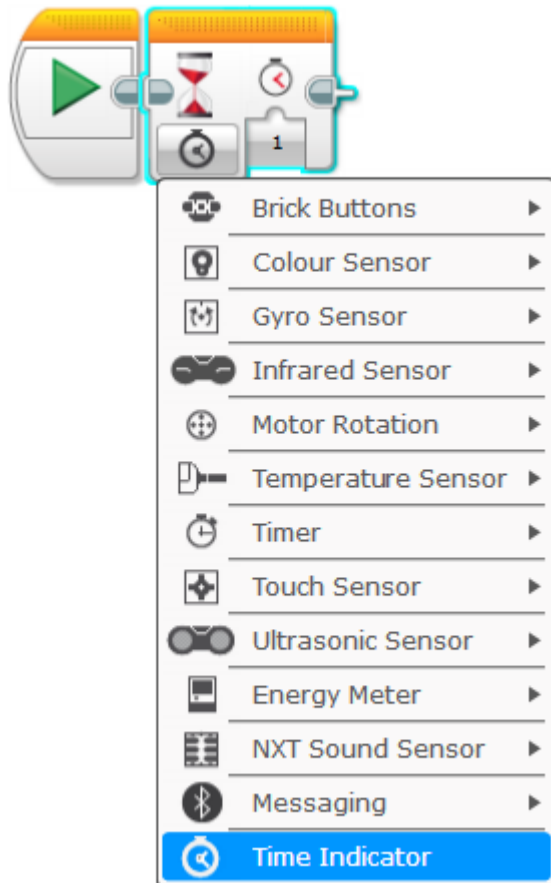 1
Brick Buttons
Colour Sensor
Gyro Sensor
Infrared Sensor
Motor Rotation
Temperature Sensor
Timer
Touch Sensor
Ultrasonic Sensor
Energy Meter
NXT Sound Sensor
Messaging
Time Indicator